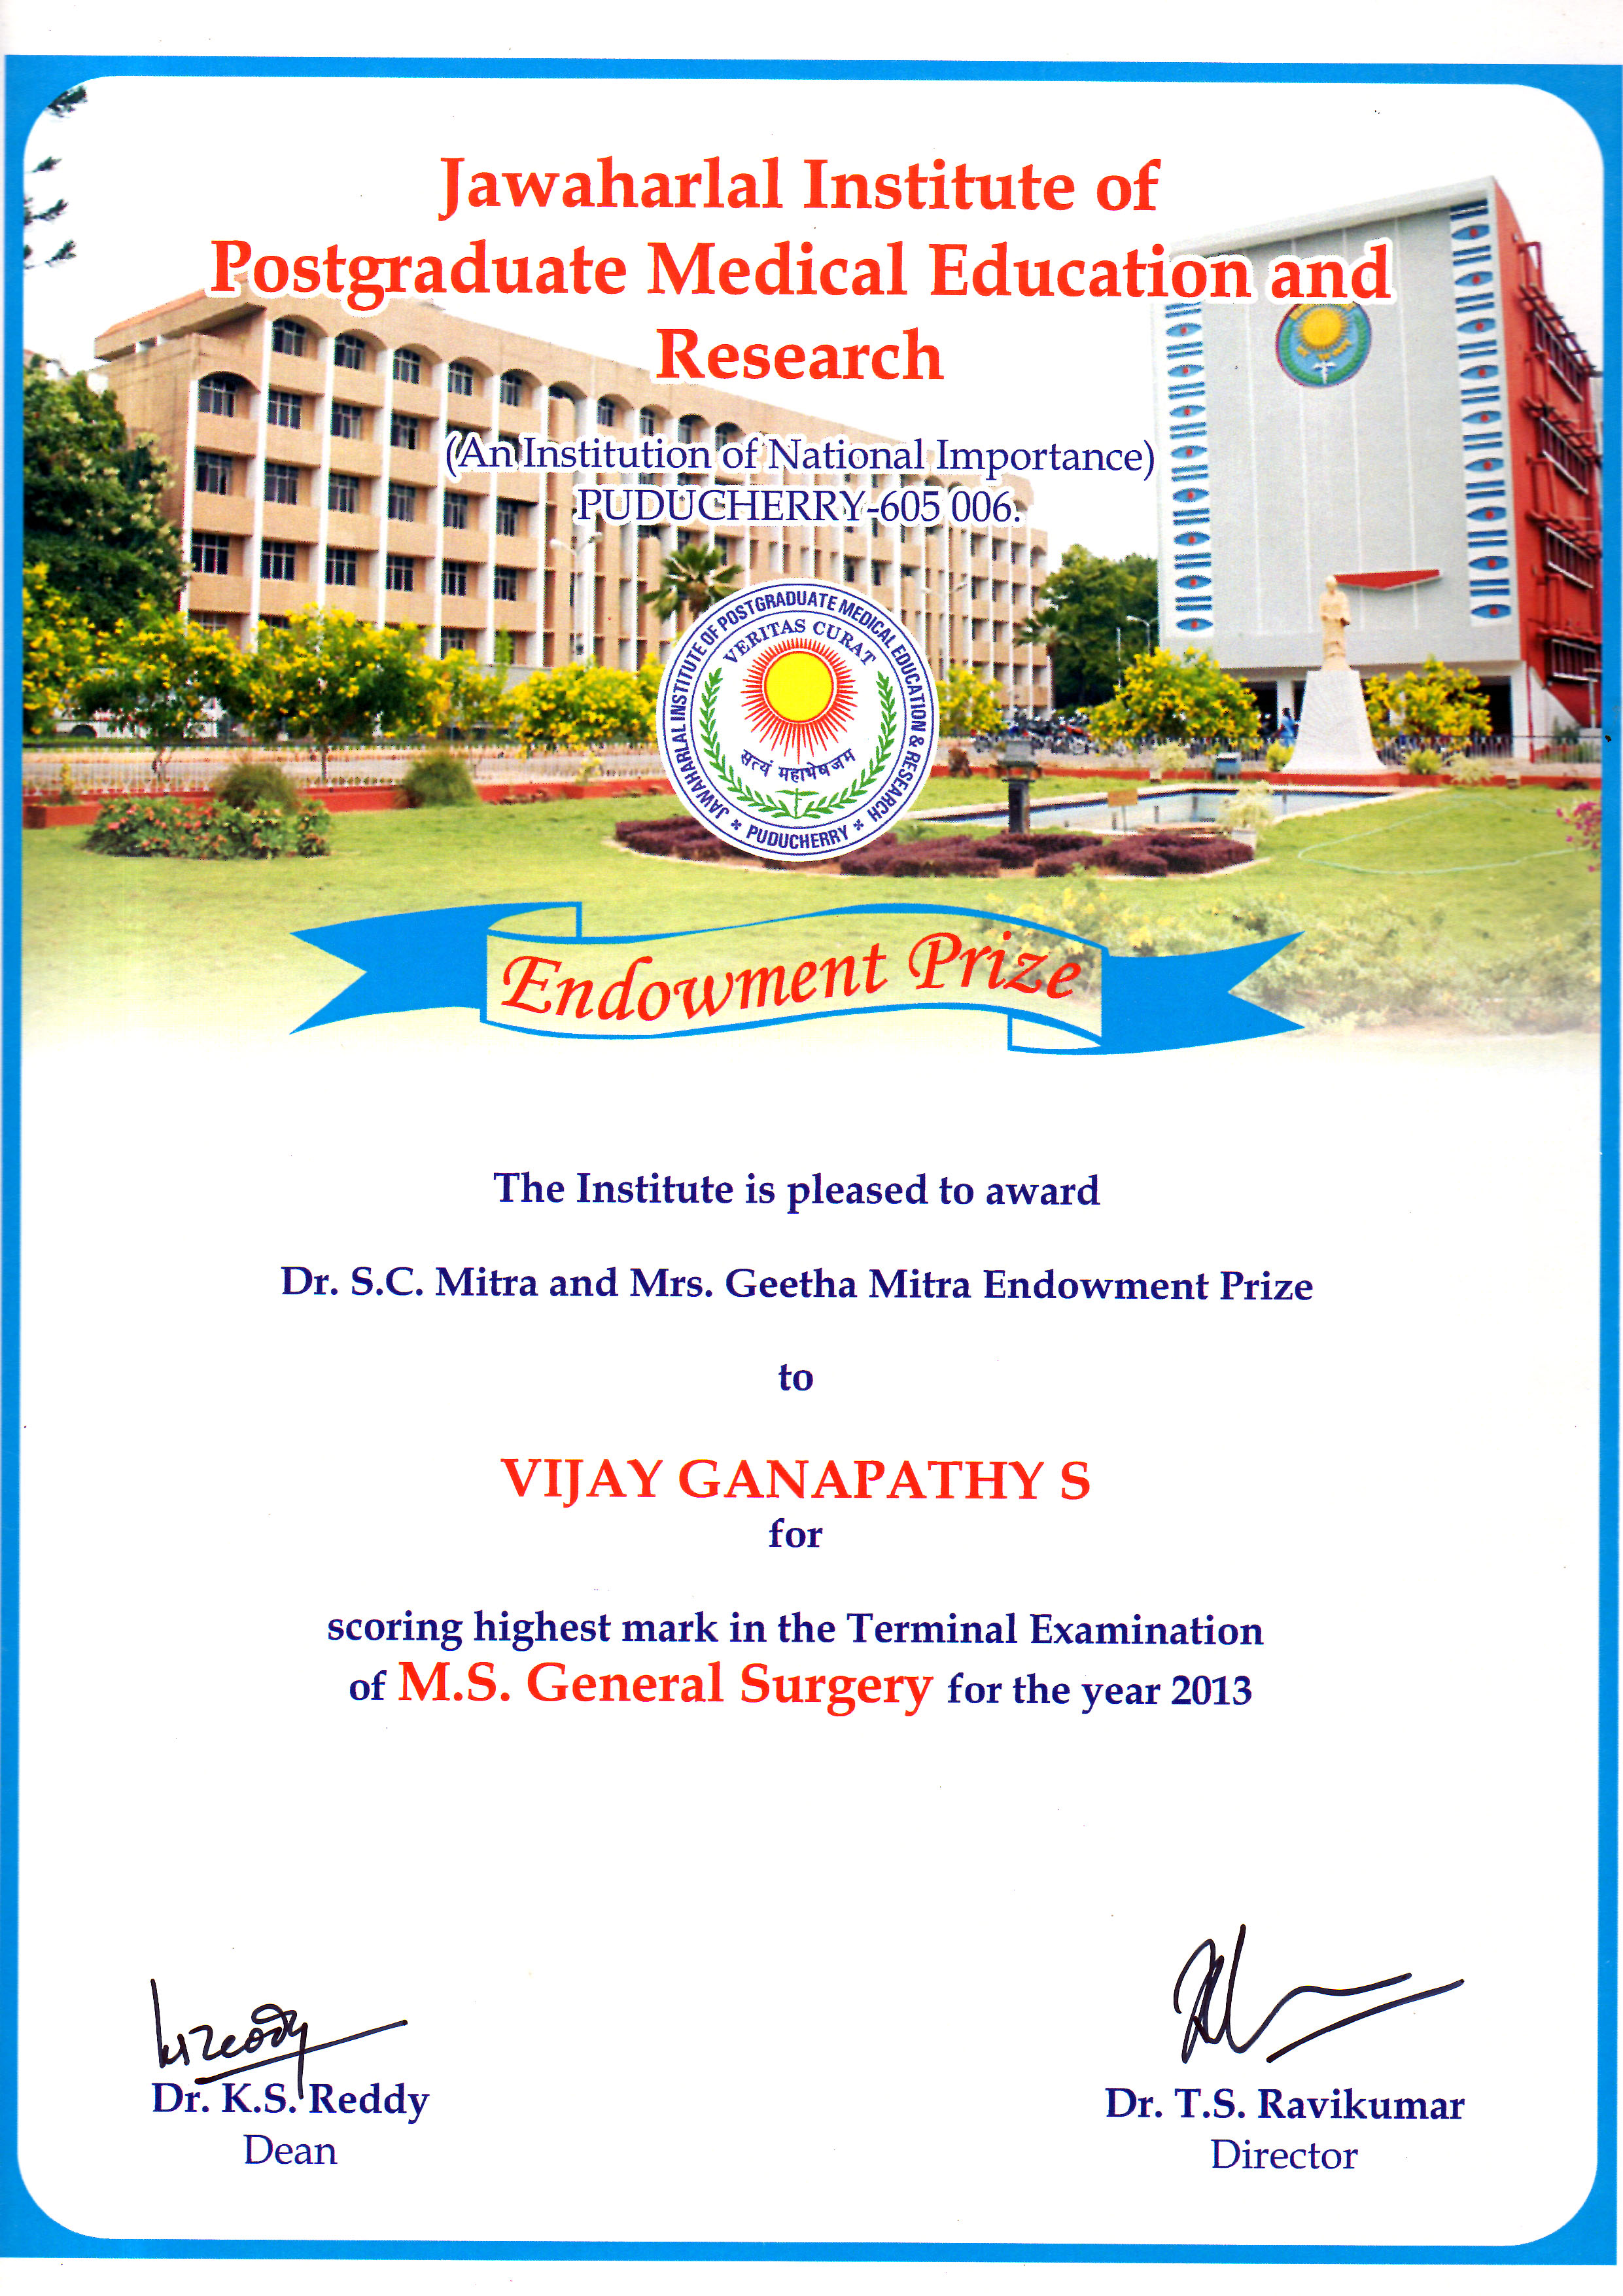 Jawaharlal Institute of
Postgraduate Medical Education and
Research
(An Institution of National Importance)
PUDUCHERRY-605 006.
JAWAHARLAL INSTITUTE OF POSTGRADUATE MEDICAL EDUCATION & RESEARCH
VERITAS CURAT
सत्यं महाभेषजम
* PUDUCHERRY *
Endowment Prize
The Institute is pleased to award
Dr. S.C. Mitra and Mrs. Geetha Mitra Endowment Prize
to
VIJAY GANAPATHY S
for
scoring highest mark in the Terminal Examination
of M.S. General Surgery for the year 2013
Dr. K.S. Reddy
Dean
Dr. T.S. Ravikumar
Director